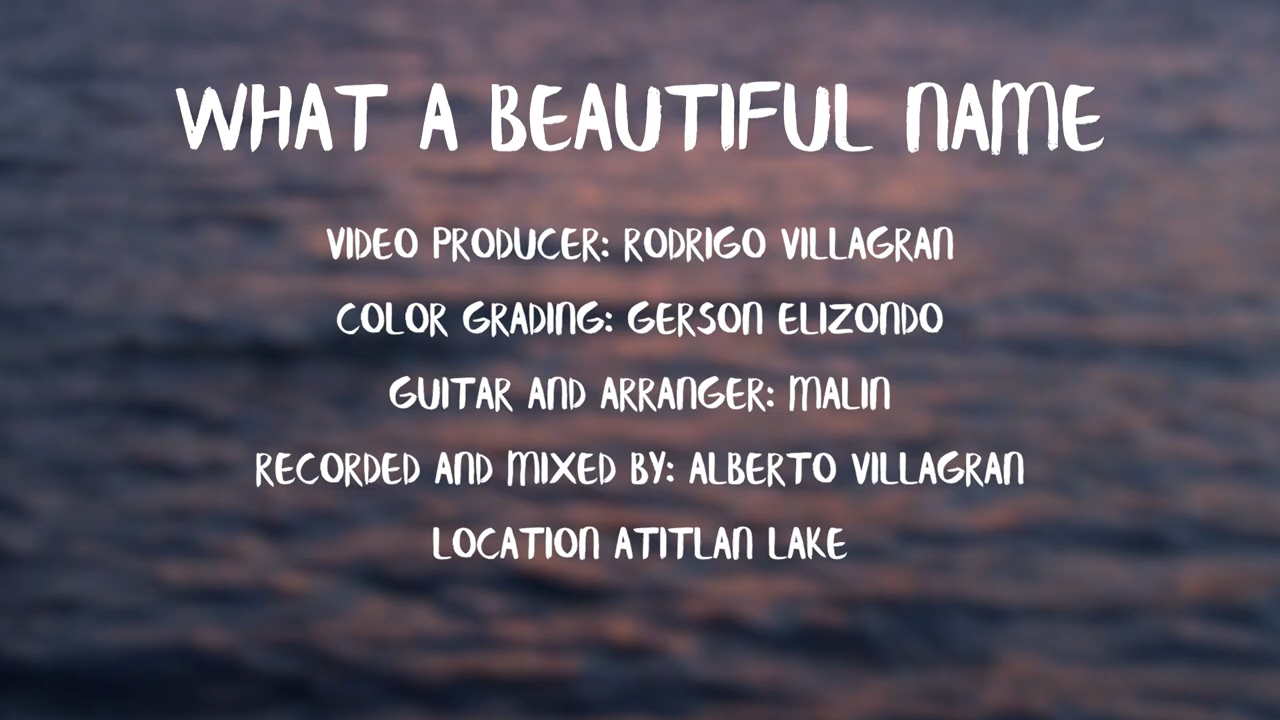 WHAT A BEAUTIFUL NAME
VIDEO PRODUCER: RODRIGO VILLAGRAN
COLOR GRADING: GERSON ELIZONDO
GUITAR AND ARRANGER: MALIN
RECORDED AND MIXED BY: ALBERTO VILLAGRAN
LOCATION ATITLAN LAKE